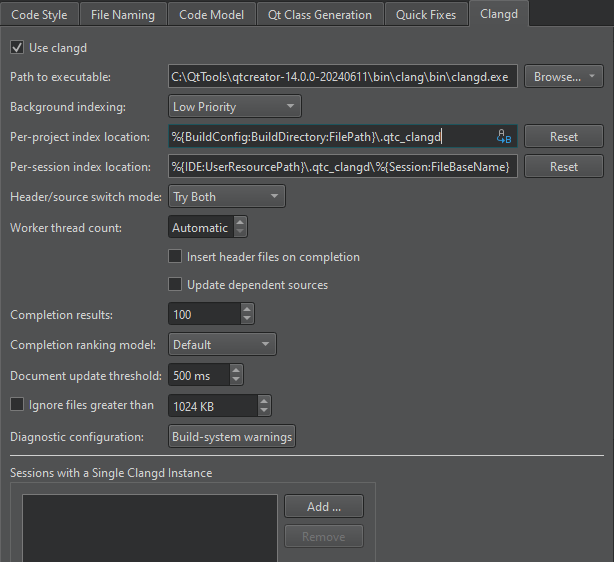 Code Style File Naming Code Model Qt Class Generation Quick Fixes Clangd
Use clangd
Path to executable: C:\QtTools\qtcreator-14.0.0-20240611\bin\clang\bin\clangd.exe Browse...
Background indexing: Low Priority
Per-project index location: %{BuildConfig:BuildDirectory:FilePath}\.qtc_clangd Reset
Per-session index location: %{IDE:UserResourcePath}\.qtc_clangd\%{Session:FileBaseName} Reset
Header/source switch mode: Try Both
Worker thread count: Automatic
Insert header files on completion
Update dependent sources
Completion results: 100
Completion ranking model: Default
Document update threshold: 500 ms
Ignore files greater than 1024 KB
Diagnostic configuration: Build-system warnings
Sessions with a Single Clangd Instance
Add ...
Remove